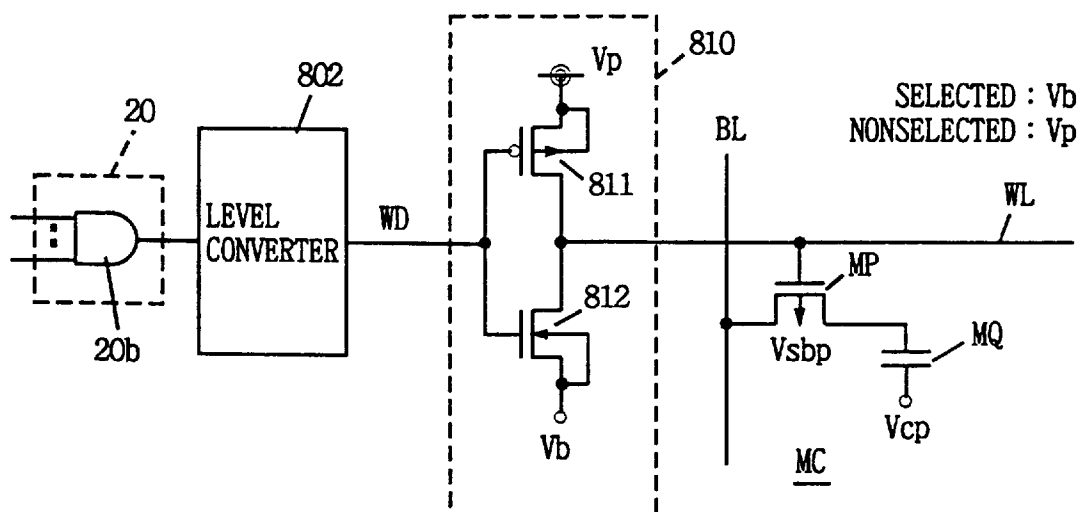 802
20
LEVEL
CONVERTER
20b
WD
Vp
811
812
Vb
810
SELECTED : Vb
NONSELECTED : Vp
BL
WL
MP
Vsbp
MQ
Vcp
MC